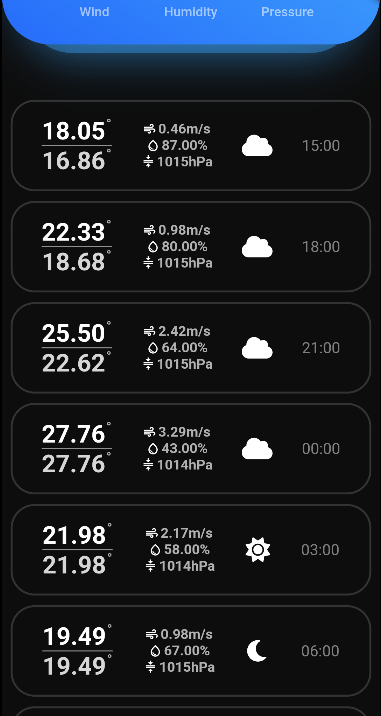 Wind Humidity Pressure
18.05°
16.86
0.46m/s
87.00%
1015hPa
15:00
22.33°
18.68
0.98m/s
80.00%
1015hPa
18:00
25.50°
22.62
2.42m/s
64.00%
1015hPa
21:00
27.76°
27.76
3.29m/s
43.00%
1014hPa
00:00
21.98°
21.98
2.17m/s
58.00%
1014hPa
03:00
19.49°
19.49
0.98m/s
67.00%
1015hPa
06:00